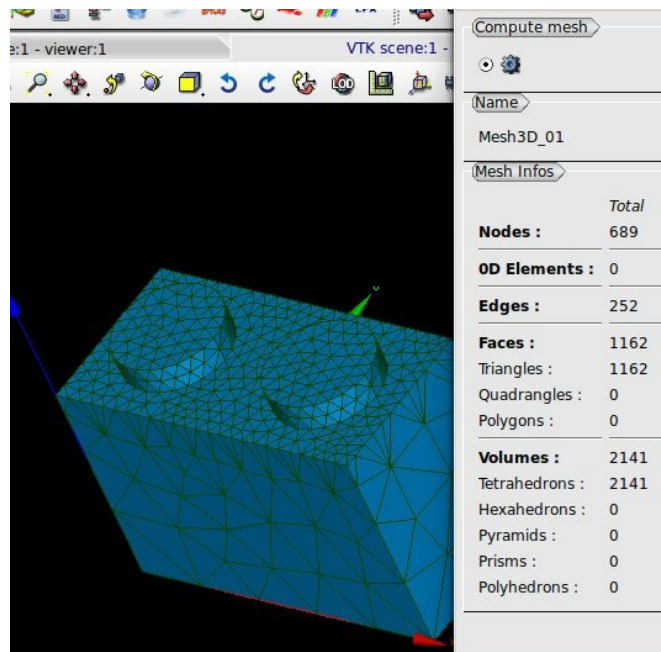 e:1 - viewer:1
VTK scene:1 -
LOD
Compute mesh
Name
Mesh3D_01
Mesh Infos
Total
Nodes : 689
0D Elements : 0
Edges : 252
Faces : 1162
Triangles : 1162
Quadrangles : 0
Polygons : 0
Volumes : 2141
Tetrahedrons : 2141
Hexahedrons : 0
Pyramids : 0
Prisms : 0
Polyhedrons : 0